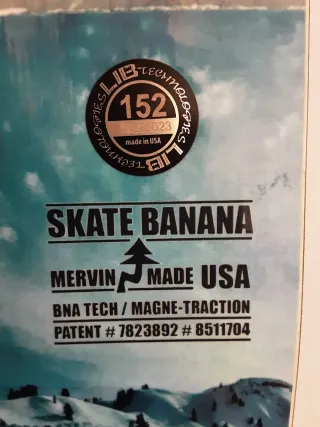 LIB
TECHNOLOGIES
152
made in USA
LIB
TECHNOLOGIES
SKATE BANANA
MERVIN MADE USA
BNA TECH / MAGNE-TRACTION
PATENT # 7823892 # 8511704